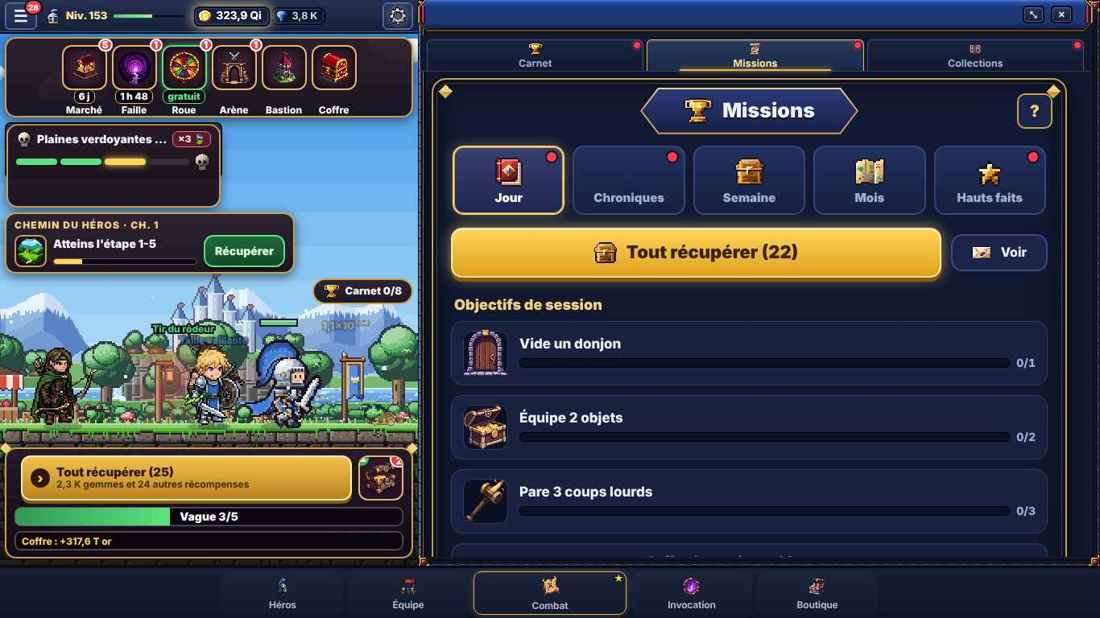 28
Niv. 153
323,9 Qi
3,8 K
5
1
1
1
6 j
1 h 48
gratuit
Marché
Faille
Roue
Arène
Bastion
Coffre
Plaines verdoyantes ...
×3
CHEMIN DU HÉROS · CH. 1
Atteins l'étape 1-5
Récupérer
Carnet 0/8
Tir du rôdeur
Tout récupérer (25)
2,3 K gemmes et 24 autres récompenses
Vague 3/5
Coffre : +317,6 T or
Carnet
Missions
Collections
Missions
?
Jour
Chroniques
Semaine
Mois
Hauts faits
Tout récupérer (22)
Voir
Objectifs de session
Vide un donjon
0/1
Équipe 2 objets
0/2
Pare 3 coups lourds
0/3
Héros
Équipe
Combat
Invocation
Boutique